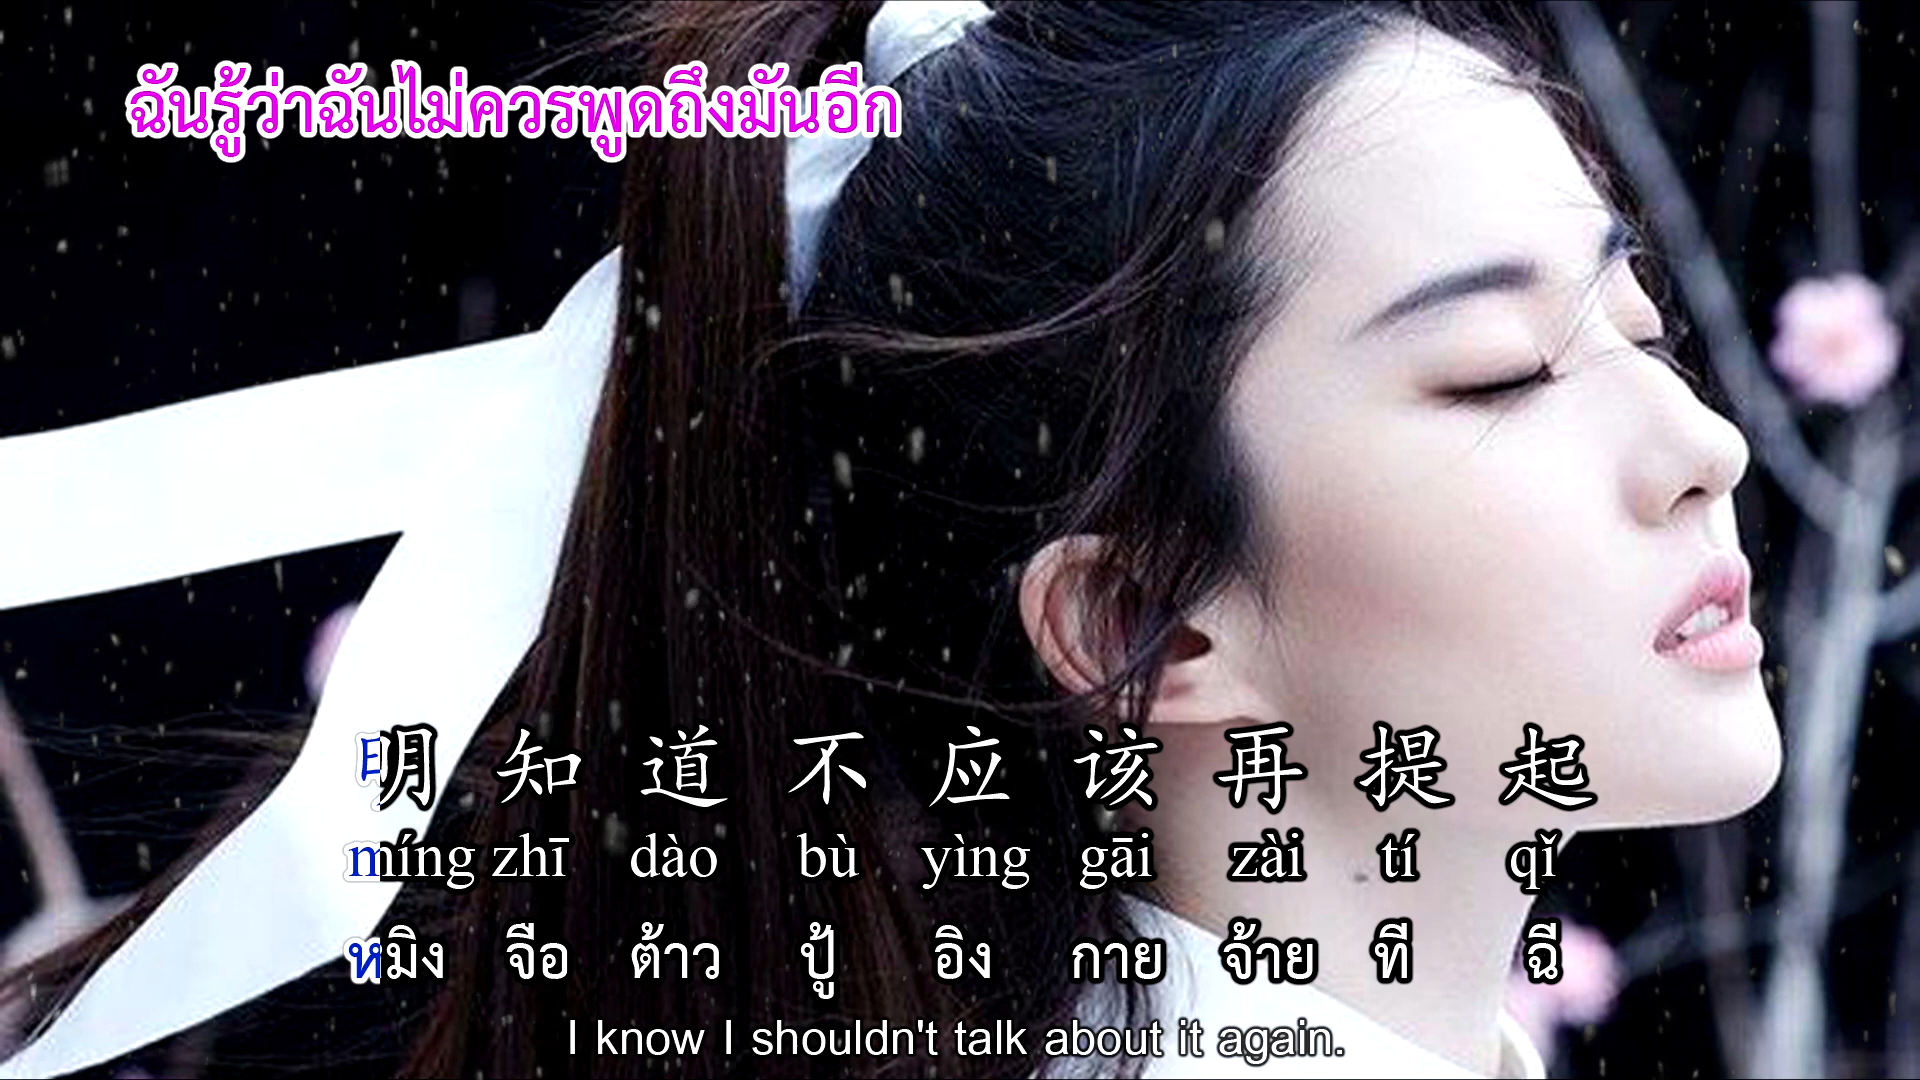 ฉันรู้ว่าฉันไม่ควรพูดถึงมันอีก
明 知 道 不 应 该 再 提 起
míng zhī dào bù yìng gāi zài tí qǐ
หมิง จือ ต้าว ปู้ อิง กาย จ้าย ที ฉี
I know I shouldn't talk about it again.